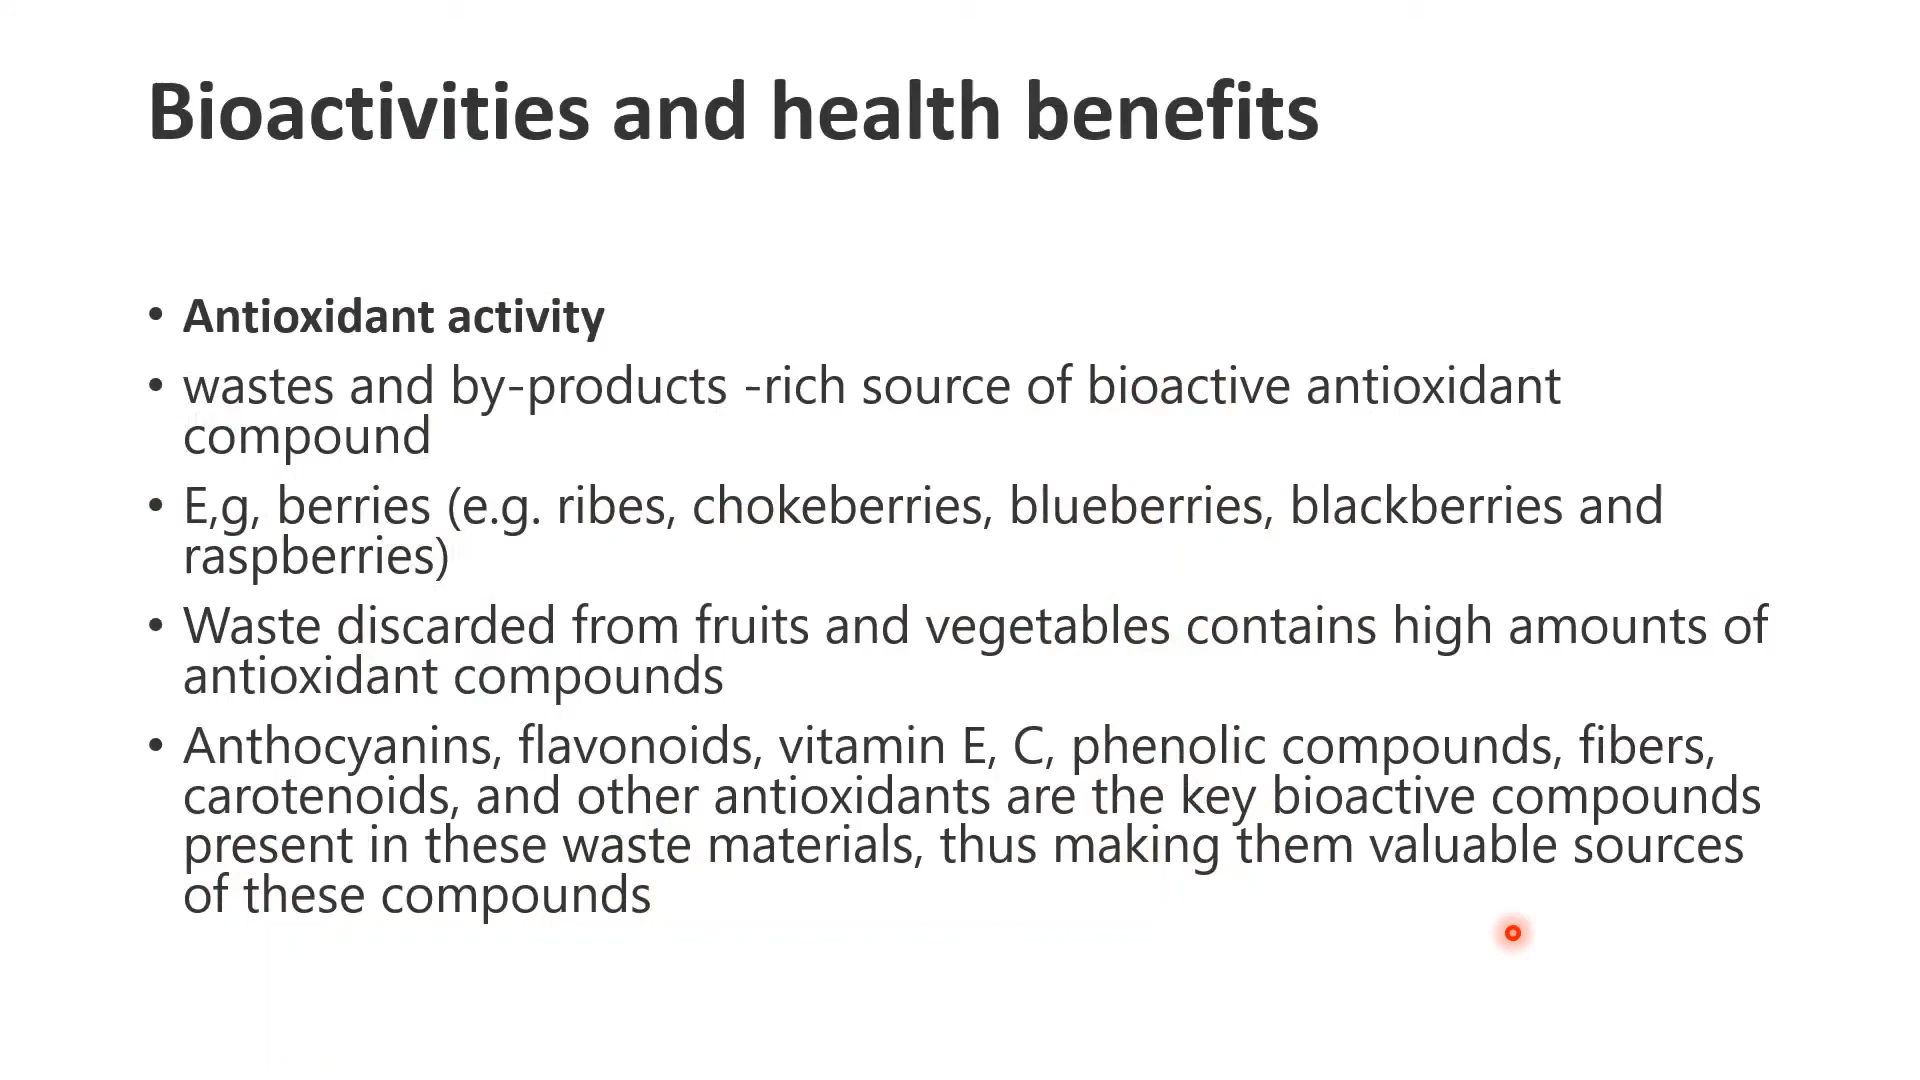 Bioactivities and health benefits
• Antioxidant activity
• wastes and by-products -rich source of bioactive antioxidant
compound
• E,g, berries (e.g. ribes, chokeberries, blueberries, blackberries and
raspberries)
• Waste discarded from fruits and vegetables contains high amounts of
antioxidant compounds
• Anthocyanins, flavonoids, vitamin E, C, phenolic compounds, fibers,
carotenoids, and other antioxidants are the key bioactive compounds
present in these waste materials, thus making them valuable sources
of these compounds